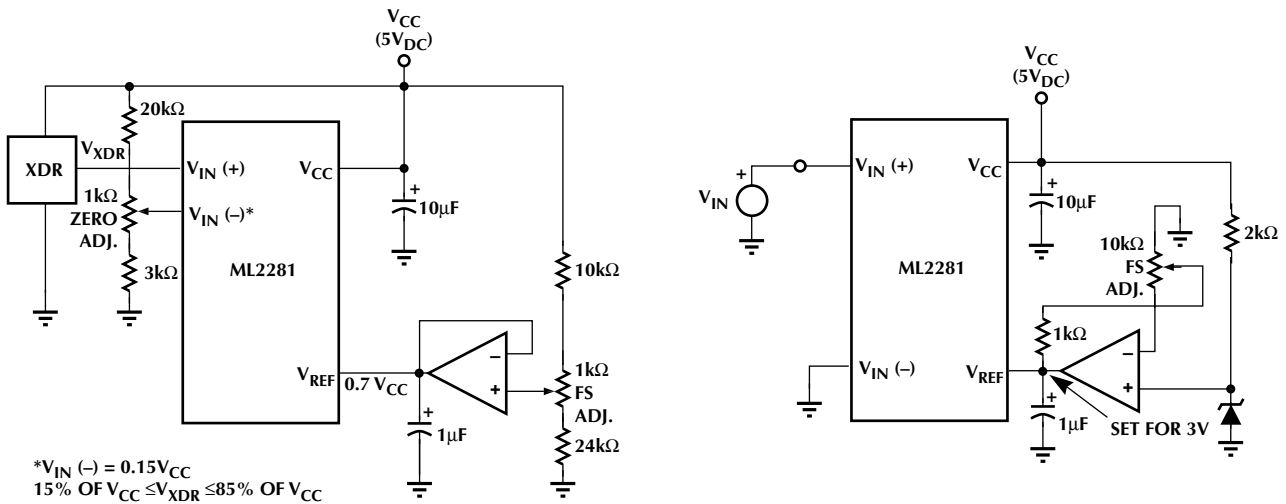 VCC
(5VDC)
20kΩ
XDR
VXDR
VIN (+)
VCC
1kΩ
ZERO
ADJ.
VIN (–)*
+
10µF
3kΩ
ML2281
10kΩ
VREF
0.7 VCC
–
+
1kΩ
FS
ADJ.
+
1µF
24kΩ
*VIN (–) = 0.15VCC
15% OF VCC ≤VXDR ≤85% OF VCC
VCC
(5VDC)
+
VIN
VIN (+)
VCC
+
10µF
2kΩ
10kΩ
FS
ADJ.
ML2281
1kΩ
VIN (–)
VREF
–
+
+
1µF
SET FOR 3V